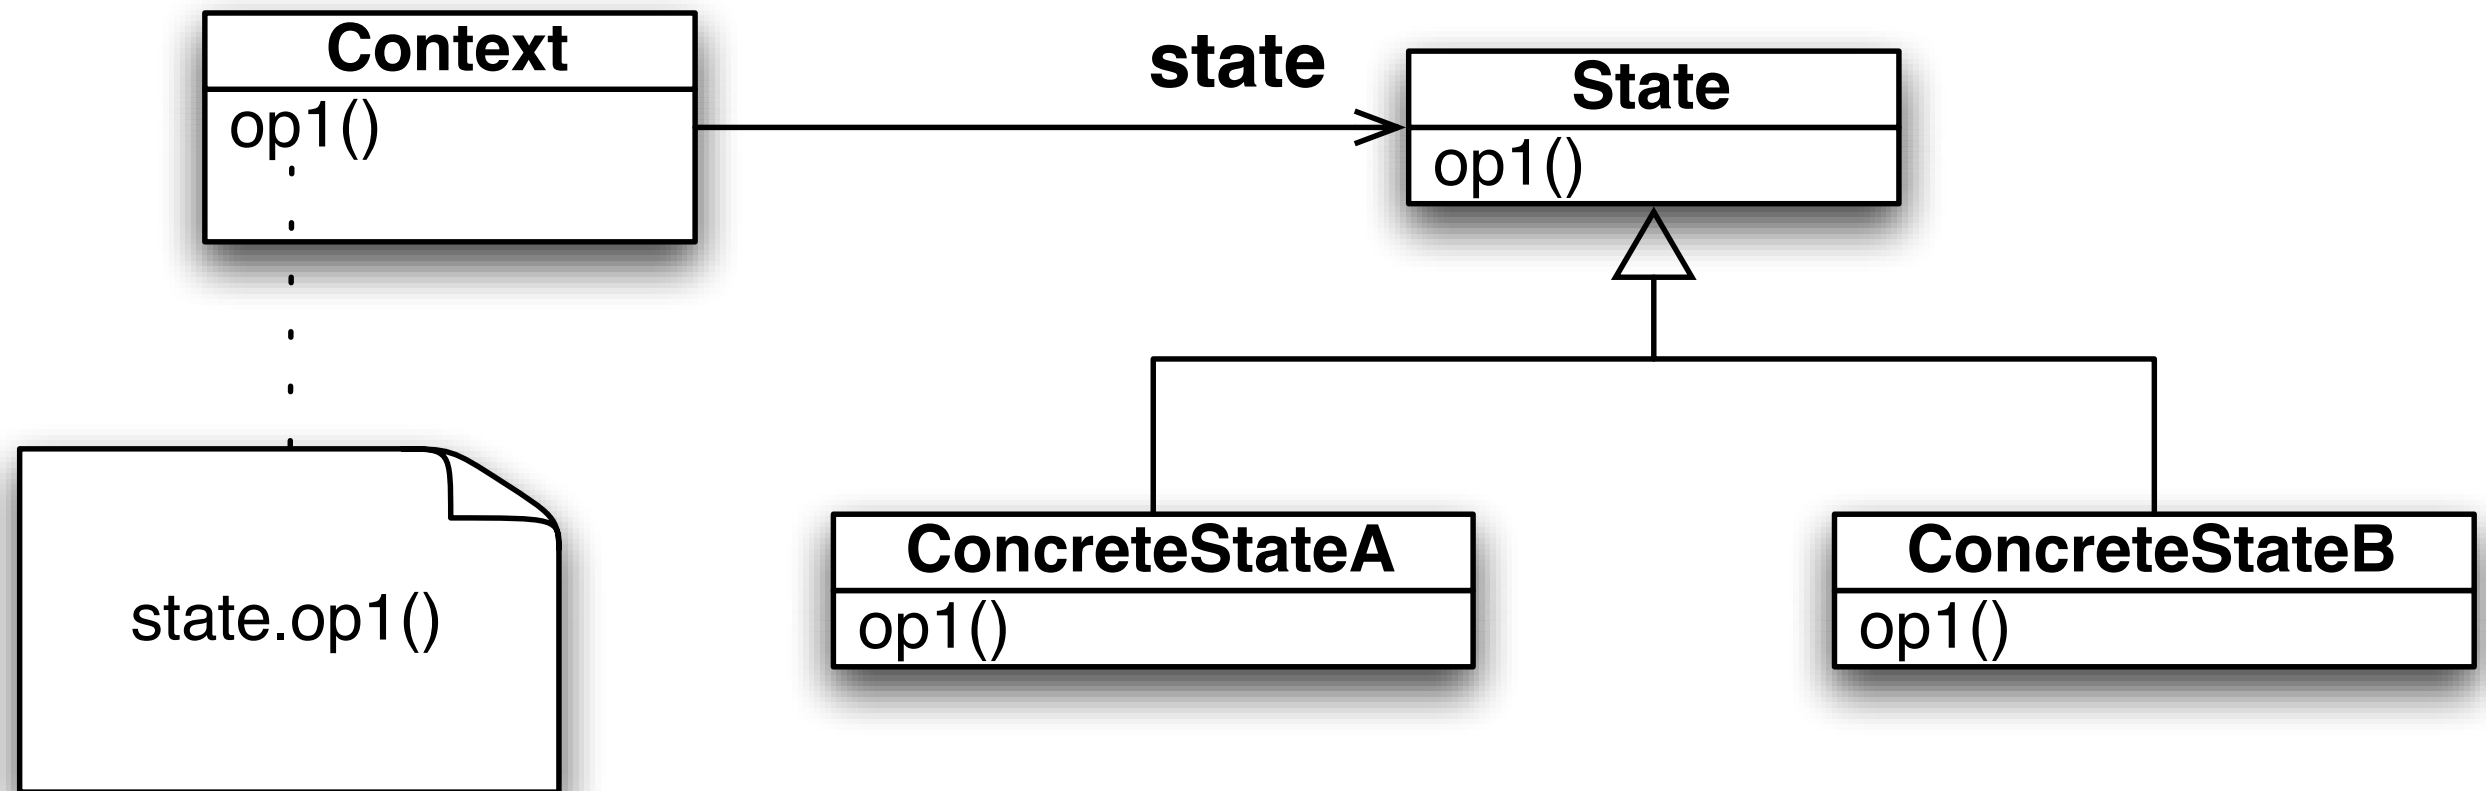 Context
op1()
state
State
op1()
state.op1()
ConcreteStateA
op1()
ConcreteStateB
op1()